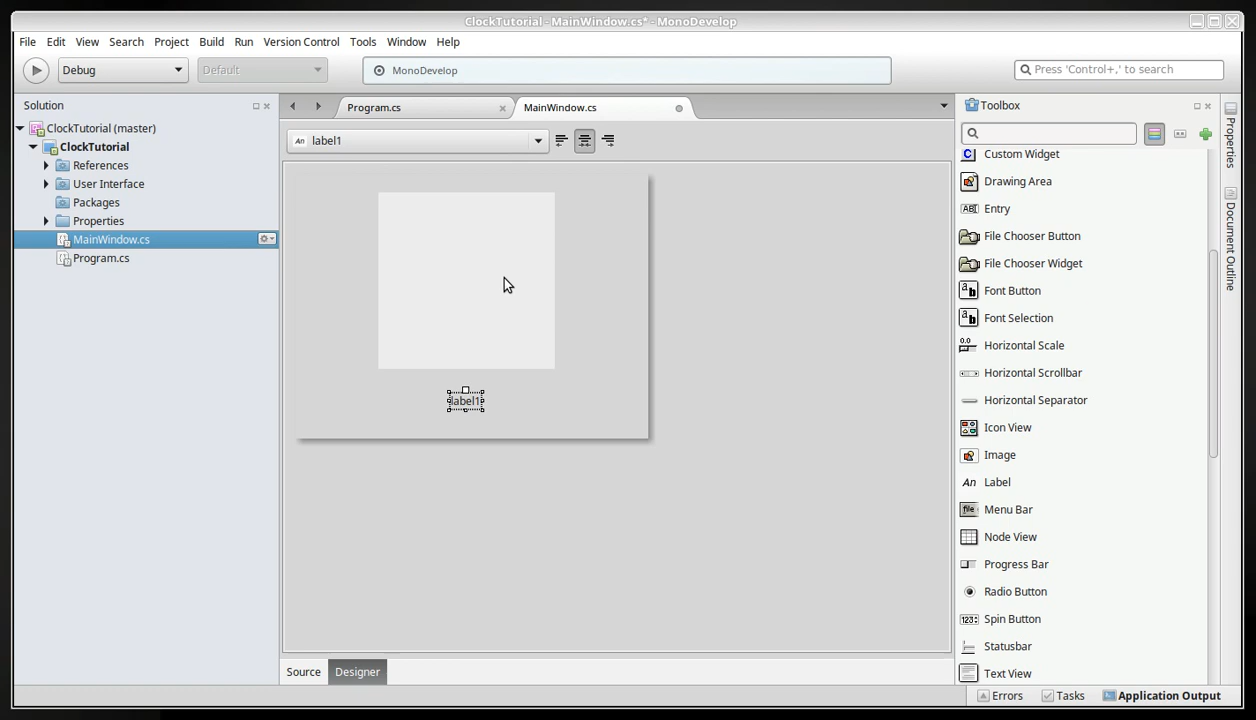 ClockTutorial - MainWindow.cs* - MonoDevelop
File Edit View Search Project Build Run Version Control Tools Window Help
Debug Default MonoDevelop Press 'Control+,' to search
Solution
ClockTutorial (master)
ClockTutorial
References
User Interface
Packages
Properties
MainWindow.cs
Program.cs
Program.cs MainWindow.cs
An label1
label1
Source Designer
Toolbox
Custom Widget
Drawing Area
Entry
File Chooser Button
File Chooser Widget
Font Button
Font Selection
Horizontal Scale
Horizontal Scrollbar
Horizontal Separator
Icon View
Image
An Label
Menu Bar
Node View
Progress Bar
Radio Button
Spin Button
Statusbar
Text View
Properties
Document Outline
Errors Tasks Application Output